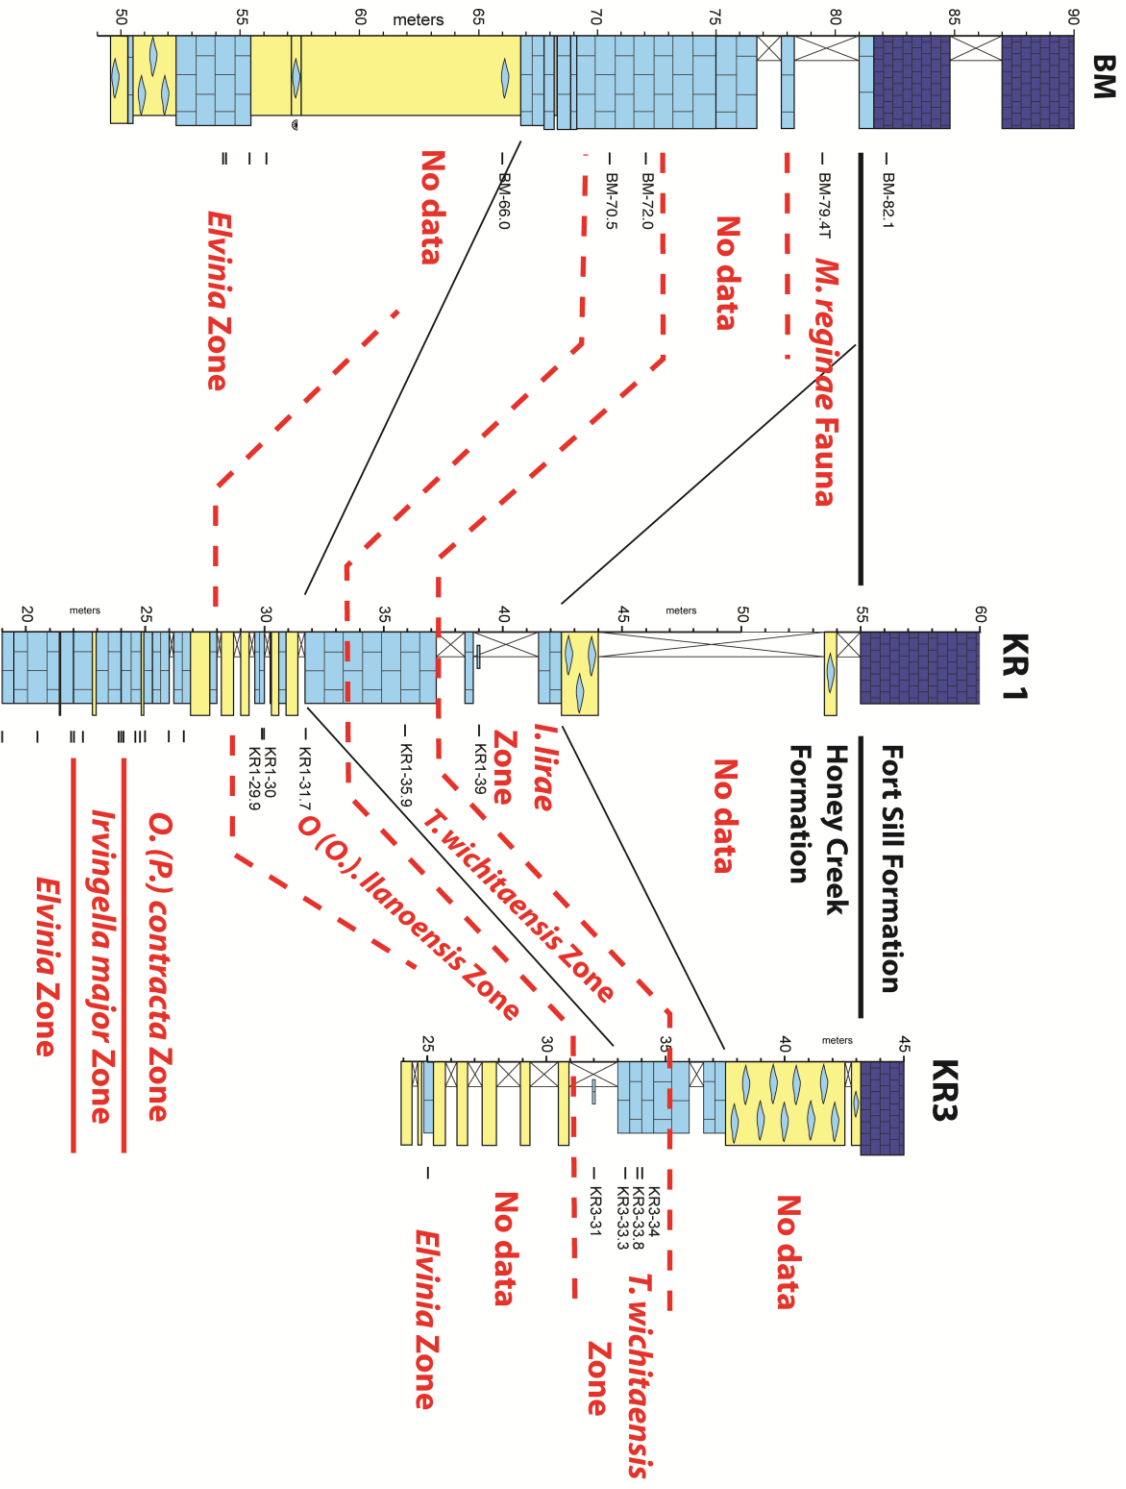 BM
50
55
60
meters
65
70
75
80
85
90
BM-66.0
BM-70.5
BM-72.0
BM-79.4T
BM-82.1
No data
Elvinia Zone
No data
M. reginae Fauna
KR 1
20
meters
25
30
35
40
45
meters
50
55
60
KR1-29.9
KR1-30
KR1-31.7
KR1-35.9
KR1-39
Fort Sill Formation
Honey Creek
Formation
No data
I. lirae
Zone
T. wichitaensis Zone
O (O.). llanoensis Zone
O. (P.) contracta Zone
Irvingella major Zone
Elvinia Zone
KR3
25
30
35
40
meters
45
KR3-31
KR3-33.3
KR3-33.8
KR3-34
No data
T. wichitaensis
Zone
No data
Elvinia Zone